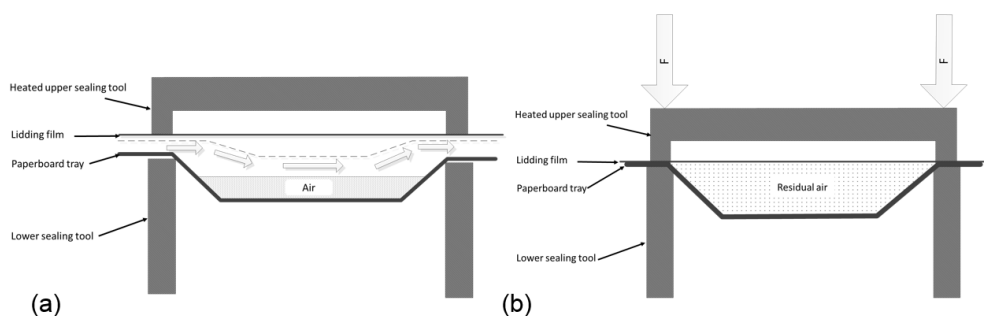 Heated upper sealing tool
Lidding film
Paperboard tray
Air
Lower sealing tool
(a)
F
F
Heated upper sealing tool
Lidding film
Paperboard tray
Residual air
Lower sealing tool
(b)